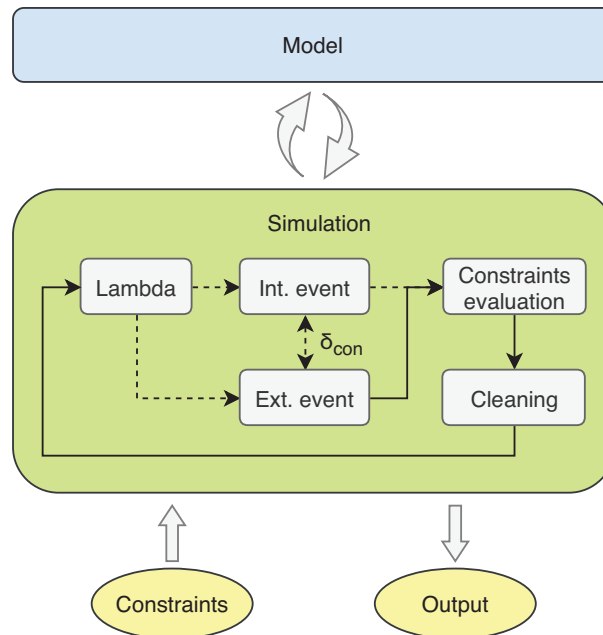 Model
Simulation
Lambda
Int. event
Constraints
evaluation
δcon
Ext. event
Cleaning
Constraints
Output